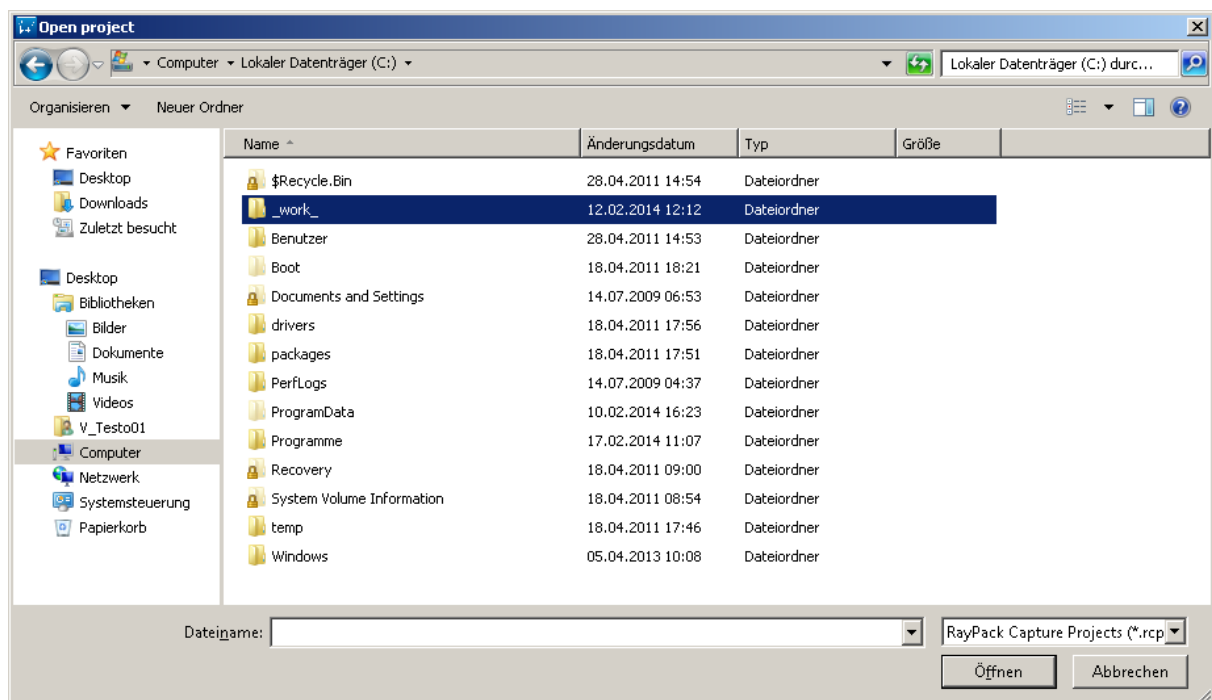 Open project
Computer Lokaler Datenträger (C:)
Lokaler Datenträger (C:) durc...
Organisieren Neuer Ordner
Favoriten
Desktop
Downloads
Zuletzt besucht
Desktop
Bibliotheken
Bilder
Dokumente
Musik
Videos
V_Testo01
Computer
Netzwerk
Systemsteuerung
Papierkorb
Name Änderungsdatum Typ Größe
$Recycle.Bin 28.04.2011 14:54 Dateiordner
_work_ 12.02.2014 12:12 Dateiordner
Benutzer 28.04.2011 14:53 Dateiordner
Boot 18.04.2011 18:21 Dateiordner
Documents and Settings 14.07.2009 06:53 Dateiordner
drivers 18.04.2011 17:56 Dateiordner
packages 18.04.2011 17:51 Dateiordner
PerfLogs 14.07.2009 04:37 Dateiordner
ProgramData 10.02.2014 16:23 Dateiordner
Programme 17.02.2014 11:07 Dateiordner
Recovery 18.04.2011 09:00 Dateiordner
System Volume Information 18.04.2011 08:54 Dateiordner
temp 18.04.2011 17:46 Dateiordner
Windows 05.04.2013 10:08 Dateiordner
Dateiname:
RayPack Capture Projects (*.rcp
Öffnen Abbrechen